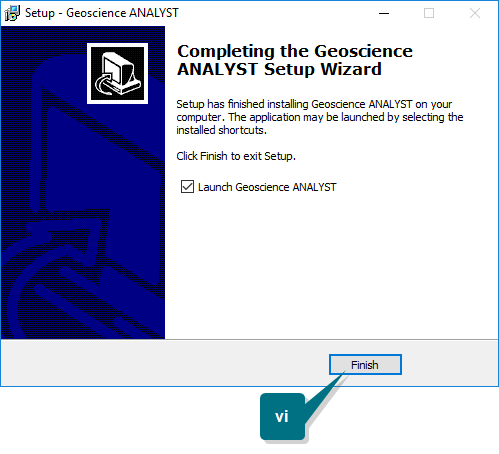 Setup - Geoscience ANALYST
Completing the Geoscience
ANALYST Setup Wizard
Setup has finished installing Geoscience ANALYST on your
computer. The application may be launched by selecting the
installed shortcuts.
Click Finish to exit Setup.
Launch Geoscience ANALYST
Finish
vi